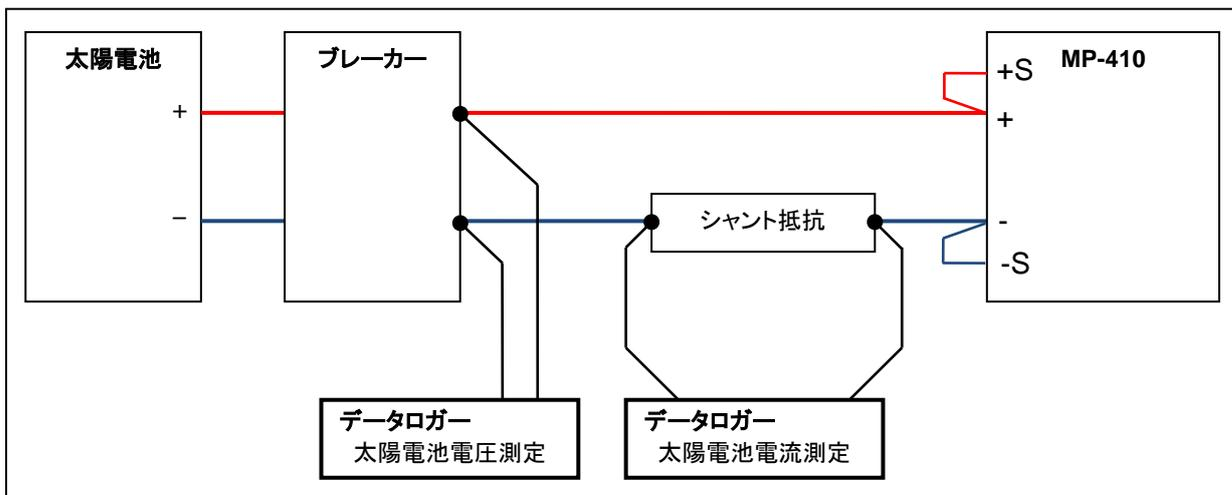 太陽電池
+
−
ブレーカー
シャント抵抗
MP-410
+S
+
-
-S
データロガー
太陽電池電圧測定
データロガー
太陽電池電流測定